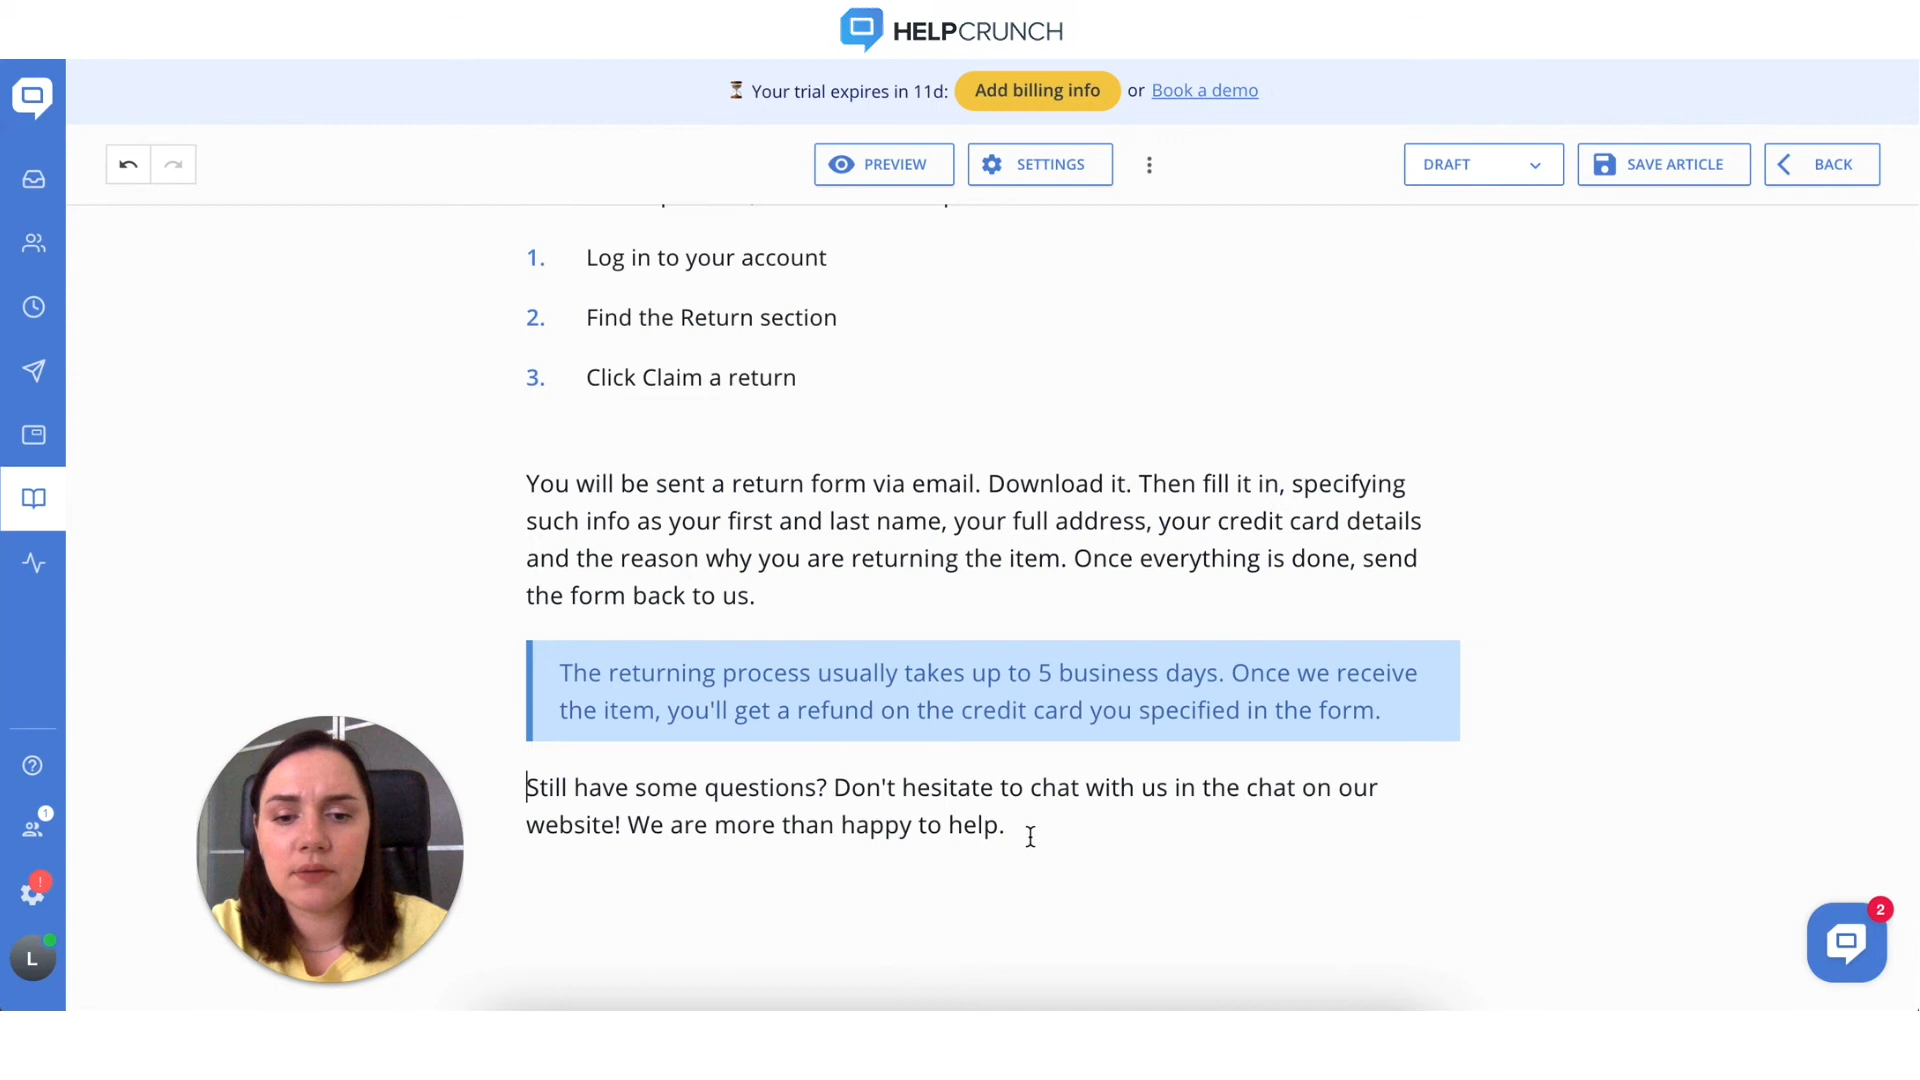 HELPCRUNCH
Your trial expires in 11d: Add billing info or Book a demo
PREVIEW SETTINGS DRAFT SAVE ARTICLE BACK
1. Log in to your account
2. Find the Return section
3. Click Claim a return
You will be sent a return form via email. Download it. Then fill it in, specifying
such info as your first and last name, your full address, your credit card details
and the reason why you are returning the item. Once everything is done, send
the form back to us.
The returning process usually takes up to 5 business days. Once we receive
the item, you'll get a refund on the credit card you specified in the form.
Still have some questions? Don't hesitate to chat with us in the chat on our
website! We are more than happy to help.
1
!
L
2